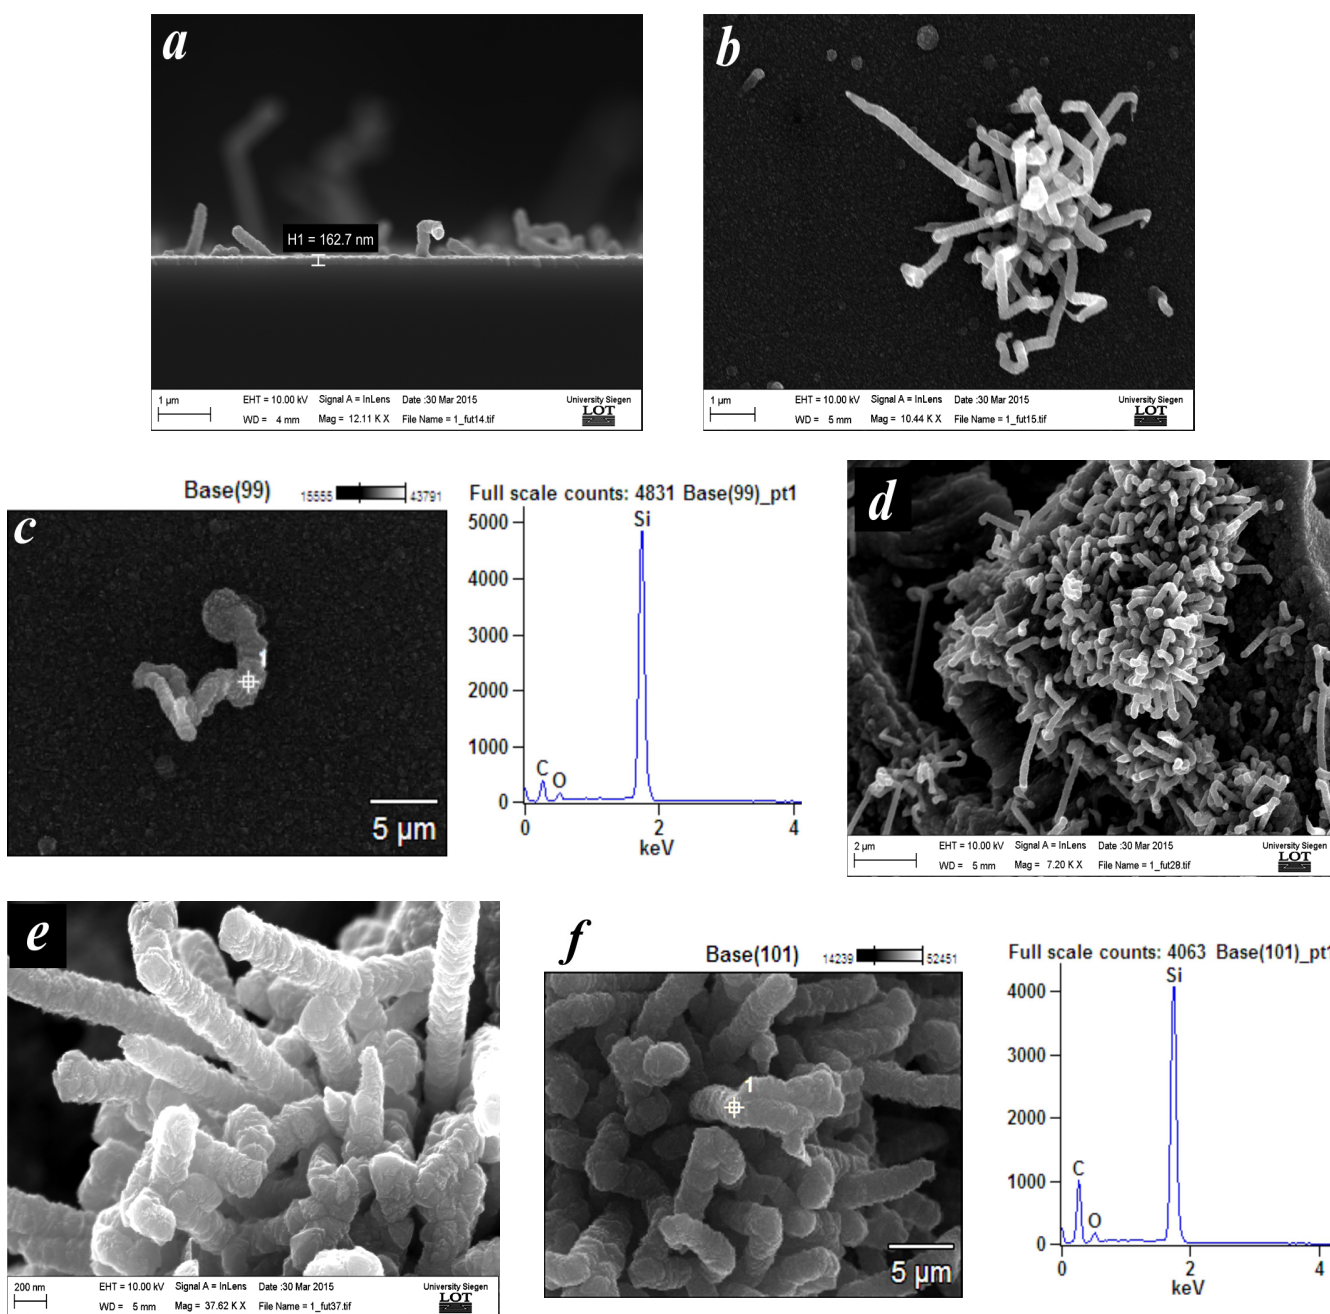 a
H1 = 162.7 nm
1 µm
EHT = 10.00 kV Signal A = InLens Date :30 Mar 2015 University Siegen
WD = 4 mm Mag = 12.11 K X File Name = 1_fut14.tif LOT
b
1 µm
EHT = 10.00 kV Signal A = InLens Date :30 Mar 2015 University Siegen
WD = 5 mm Mag = 10.44 K X File Name = 1_fut15.tif LOT
Base(99) 15555 43791
c
1
5 µm
Full scale counts: 4831 Base(99)_pt1
Si
5000
4000
3000
2000
1000
C
O
0
0 2 4
keV
d
2 µm
EHT = 10.00 kV Signal A = InLens Date :30 Mar 2015 University Siegen
WD = 5 mm Mag = 7.20 K X File Name = 1_fut28.tif LOT
e
200 nm
EHT = 10.00 kV Signal A = InLens Date :30 Mar 2015 University Siegen
WD = 5 mm Mag = 37.62 K X File Name = 1_fut37.tif LOT
f
Base(101) 14239 52451
1
5 µm
Full scale counts: 4063 Base(101)_pt1
Si
4000
3000
2000
1000
C
O
0
0 2 4
keV